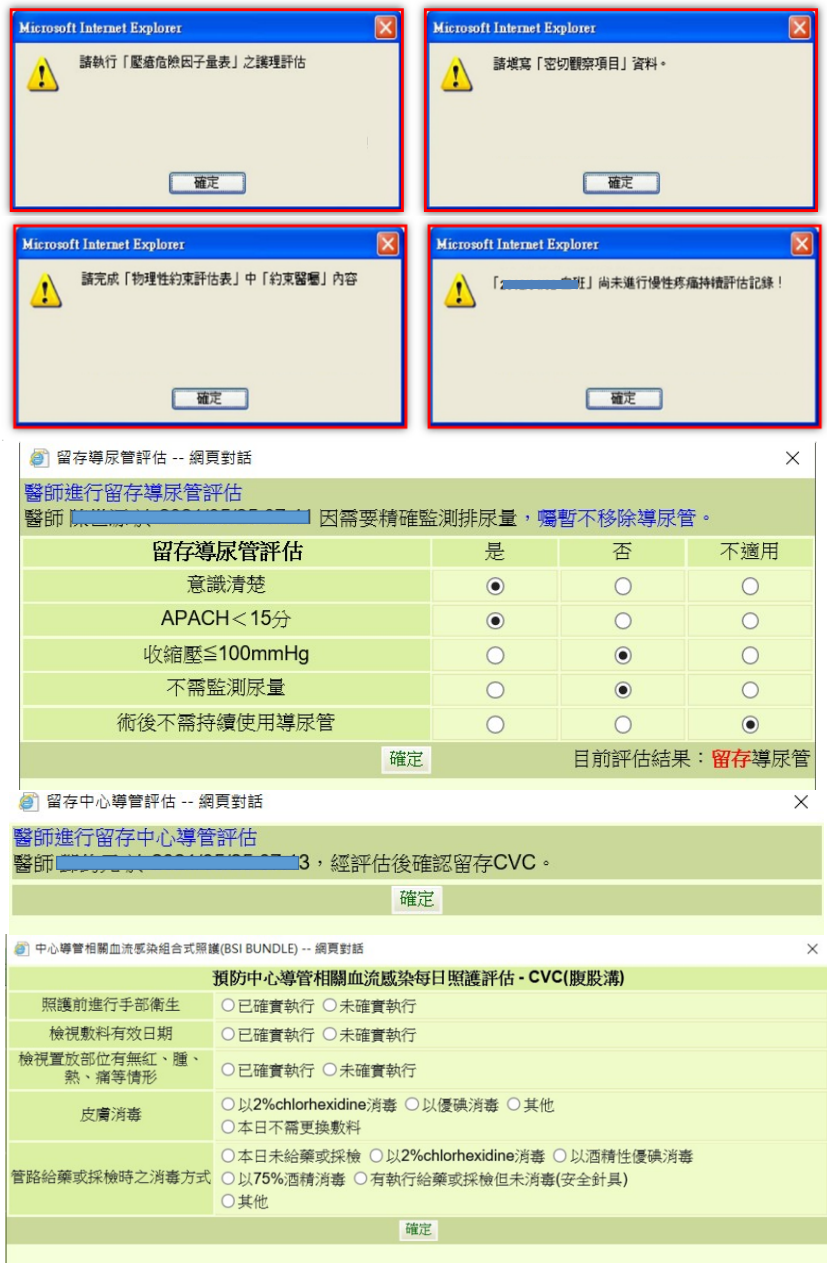 Microsoft Internet Explorer
請執行「壓瘡危險因子量表」之護理評估
確定
Microsoft Internet Explorer
請填寫「密切觀察項目」資料。
確定
Microsoft Internet Explorer
請完成「物理性約束評估表」中「約束醫囑」內容
確定
Microsoft Internet Explorer
「2 班」尚未進行慢性疼痛持續評估記錄！
確定
留存導尿管評估 -- 網頁對話
醫師進行留存導尿管評估
醫師 因需要精確監測排尿量，囑暫不移除導尿管。
留存導尿管評估 是 否 不適用
意識清楚
APACH＜15分
收縮壓≦100mmHg
不需監測尿量
術後不需持續使用導尿管
確定 目前評估結果：留存導尿管
留存中心導管評估 -- 網頁對話
醫師進行留存中心導管評估
醫師 3，經評估後確認留存CVC。
確定
中心導管相關血流感染組合式照護(BSI BUNDLE) -- 網頁對話
預防中心導管相關血流感染每日照護評估 - CVC(腹股溝)
照護前進行手部衛生 已確實執行 未確實執行
檢視敷料有效日期 已確實執行 未確實執行
檢視置放部位有無紅、腫、
熱、痛等情形 已確實執行 未確實執行
皮膚消毒 以2%chlorhexidine消毒 以優碘消毒 其他
本日不需更換敷料
管路給藥或採檢時之消毒方式 本日未給藥或採檢 以2%chlorhexidine消毒 以酒精性優碘消毒
以75%酒精消毒 有執行給藥或採檢但未消毒(安全針具)
其他
確定